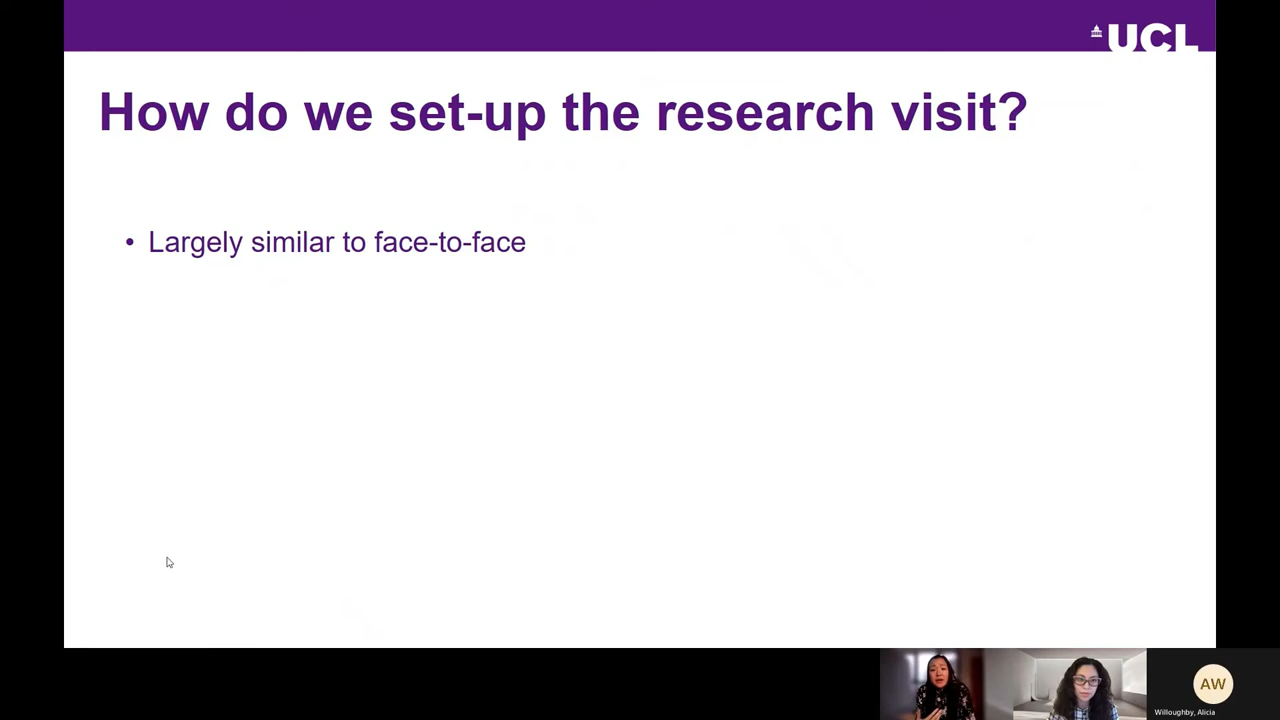 UCL
How do we set-up the research visit?
• Largely similar to face-to-face
AW
Willoughby, Alicia